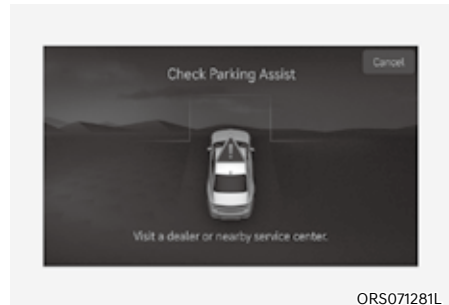 Cancel
Check Parking Assist
Visit a dealer or nearby service center.
ORS071281L